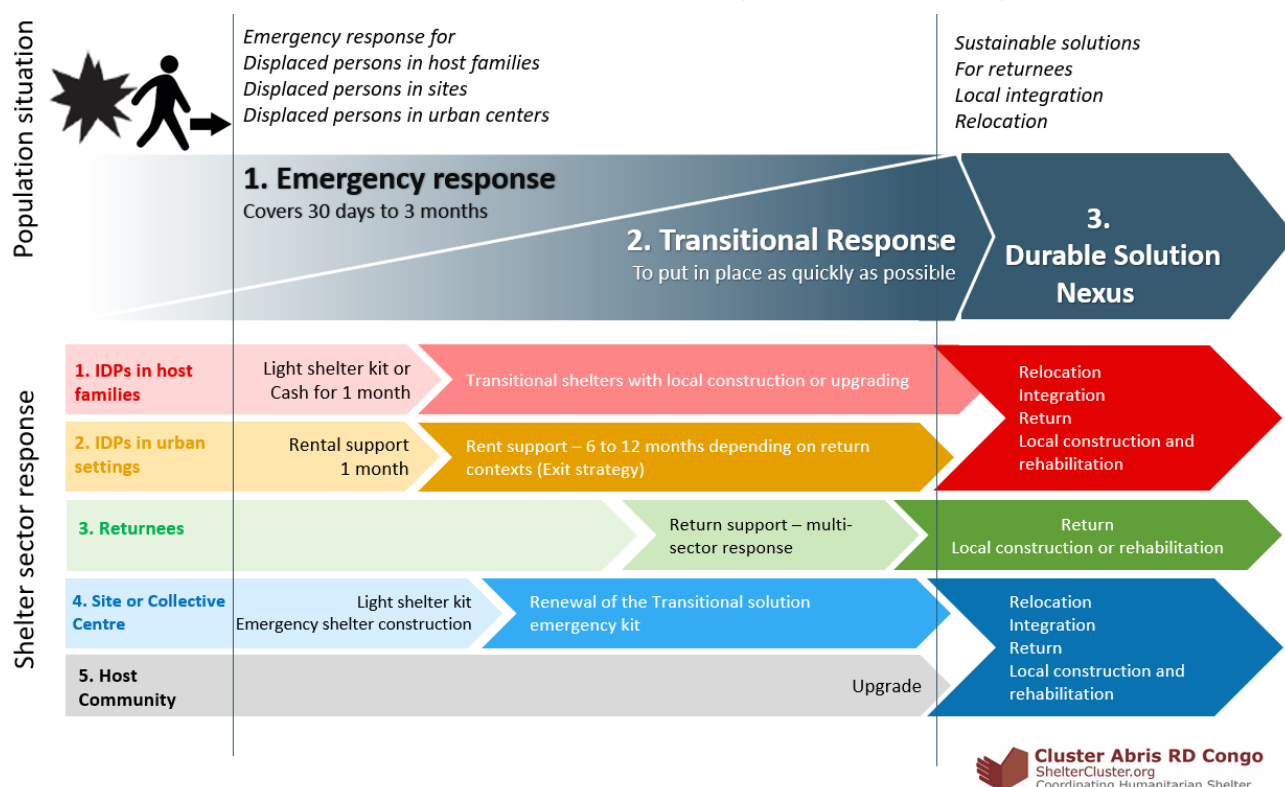 Population situation
Emergency response for
Displaced persons in host families
Displaced persons in sites
Displaced persons in urban centers
Sustainable solutions
For returnees
Local integration
Relocation
1. Emergency response
Covers 30 days to 3 months
2. Transitional Response
To put in place as quickly as possible
3.
Durable Solution
Nexus
Shelter sector response
1. IDPs in host
families
Light shelter kit or
Cash for 1 month
Transitional shelters with local construction or upgrading
Relocation
Integration
Return
Local construction and
rehabilitation
2. IDPs in urban
settings
Rental support
1 month
Rent support – 6 to 12 months depending on return
contexts (Exit strategy)
3. Returnees
Return support – multi-
sector response
Return
Local construction or rehabilitation
4. Site or Collective
Centre
Light shelter kit
Emergency shelter construction
Renewal of the Transitional solution
emergency kit
Relocation
Integration
Return
Local construction and
rehabilitation
5. Host
Community
Upgrade
Cluster Abris RD Congo
ShelterCluster.org
Coordinating Humanitarian Shelter